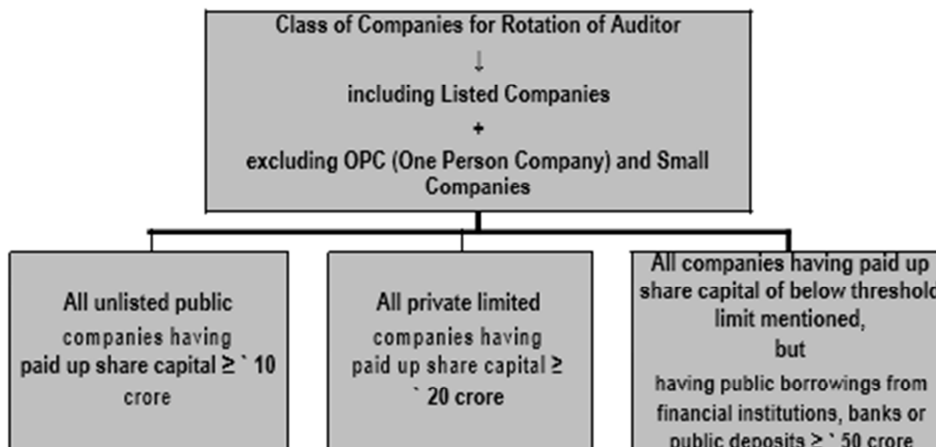 Class of Companies for Rotation of Auditor
↓
including Listed Companies
+
excluding OPC (One Person Company) and Small
Companies
All unlisted public
companies having
paid up share capital ≥ ` 10
crore
All private limited
companies having
paid up share capital ≥
` 20 crore
All companies having paid up
share capital of below threshold
limit mentioned,
but
having public borrowings from
financial institutions, banks or
public deposits ≥ ` 50 crore